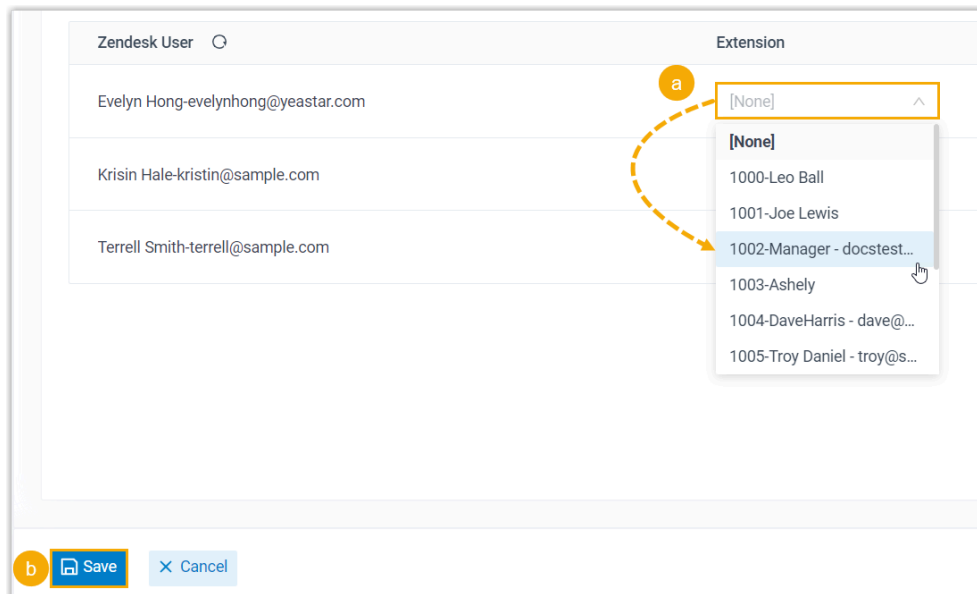 Zendesk User Extension
a
Evelyn Hong-evelynhong@yeastar.com [None]
[None]
Krisin Hale-kristin@sample.com 1000-Leo Ball
1001-Joe Lewis
Terrell Smith-terrell@sample.com 1002-Manager - docstest...
1003-Ashely
1004-DaveHarris - dave@...
1005-Troy Daniel - troy@s...
b Save Cancel